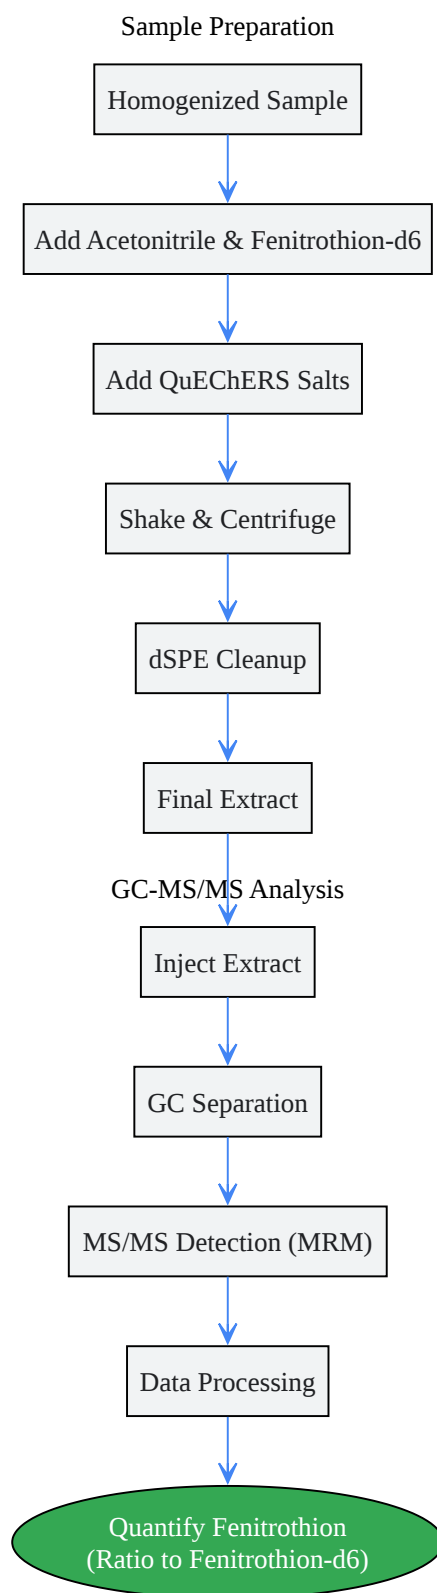 Sample Preparation
Homogenized Sample
Add Acetonitrile & Fenitrothion-d6
Add QuEChERS Salts
Shake & Centrifuge
dSPE Cleanup
Final Extract
GC-MS/MS Analysis
Inject Extract
GC Separation
MS/MS Detection (MRM)
Data Processing
Quantify Fenitrothion
(Ratio to Fenitrothion-d6)